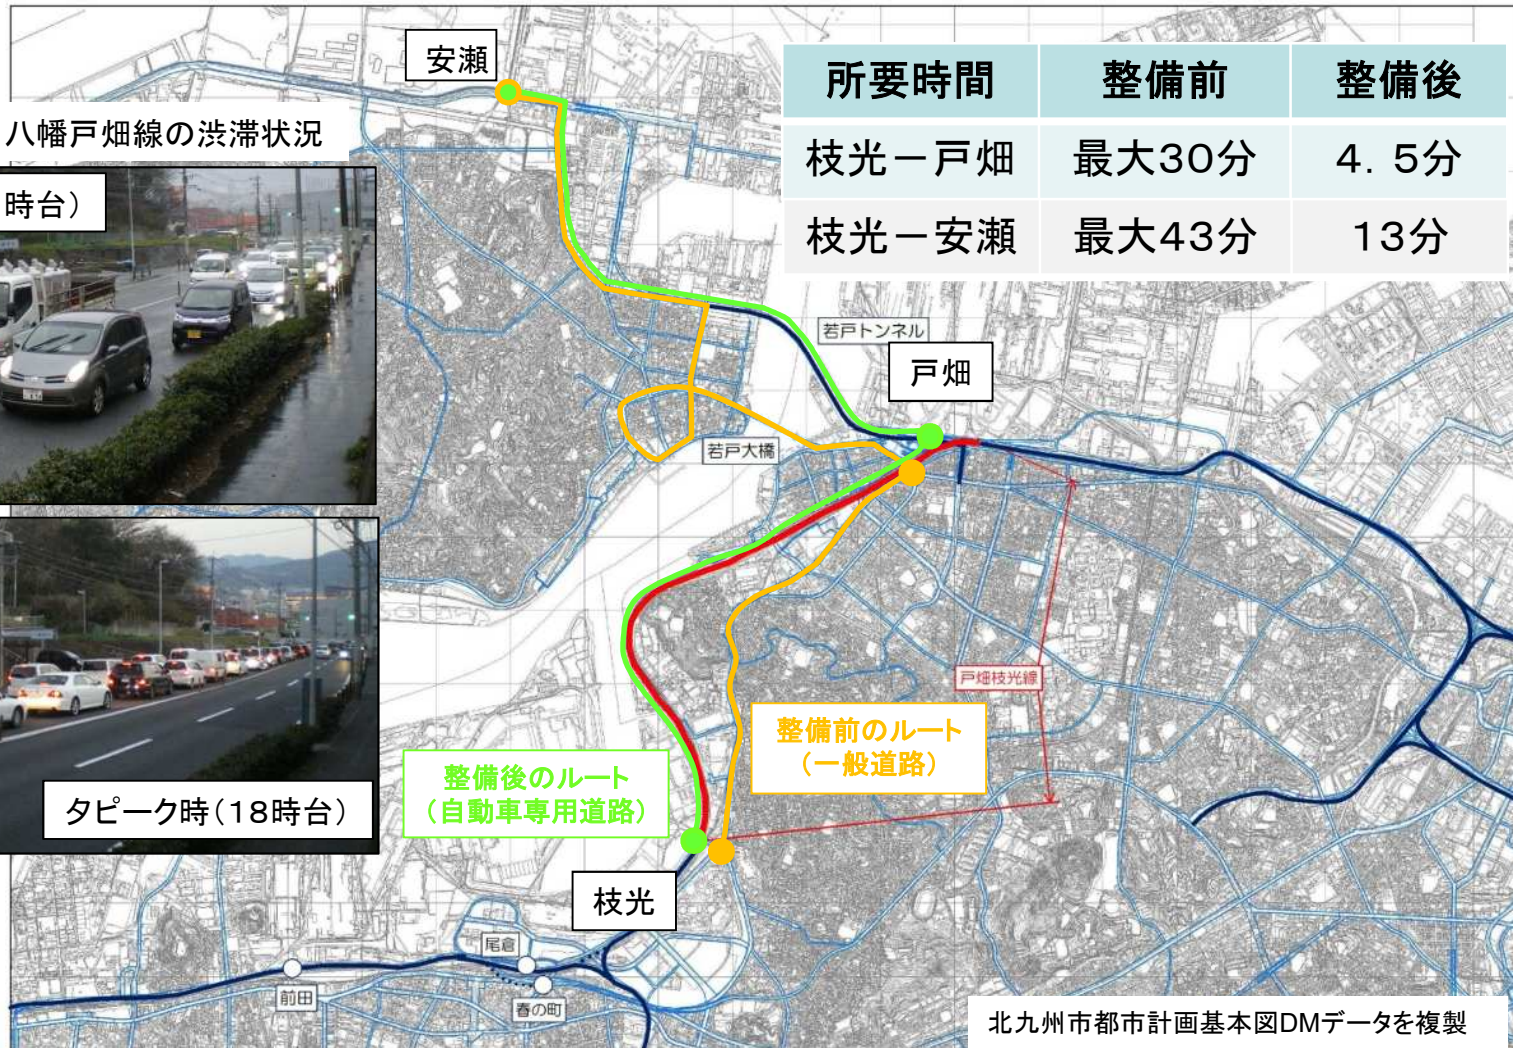 安瀬
八幡戸畑線の渋滞状況
時台）
所要時間 整備前 整備後
枝光－戸畑 最大30分 4．5分
枝光－安瀬 最大43分 13分
若戸トンネル
戸畑
若戸大橋
戸畑枝光線
整備前のルート
（一般道路）
整備後のルート
（自動車専用道路）
夕ピーク時（18時台）
枝光
尾倉
前田
春の町
北九州市都市計画基本図DMデータを複製